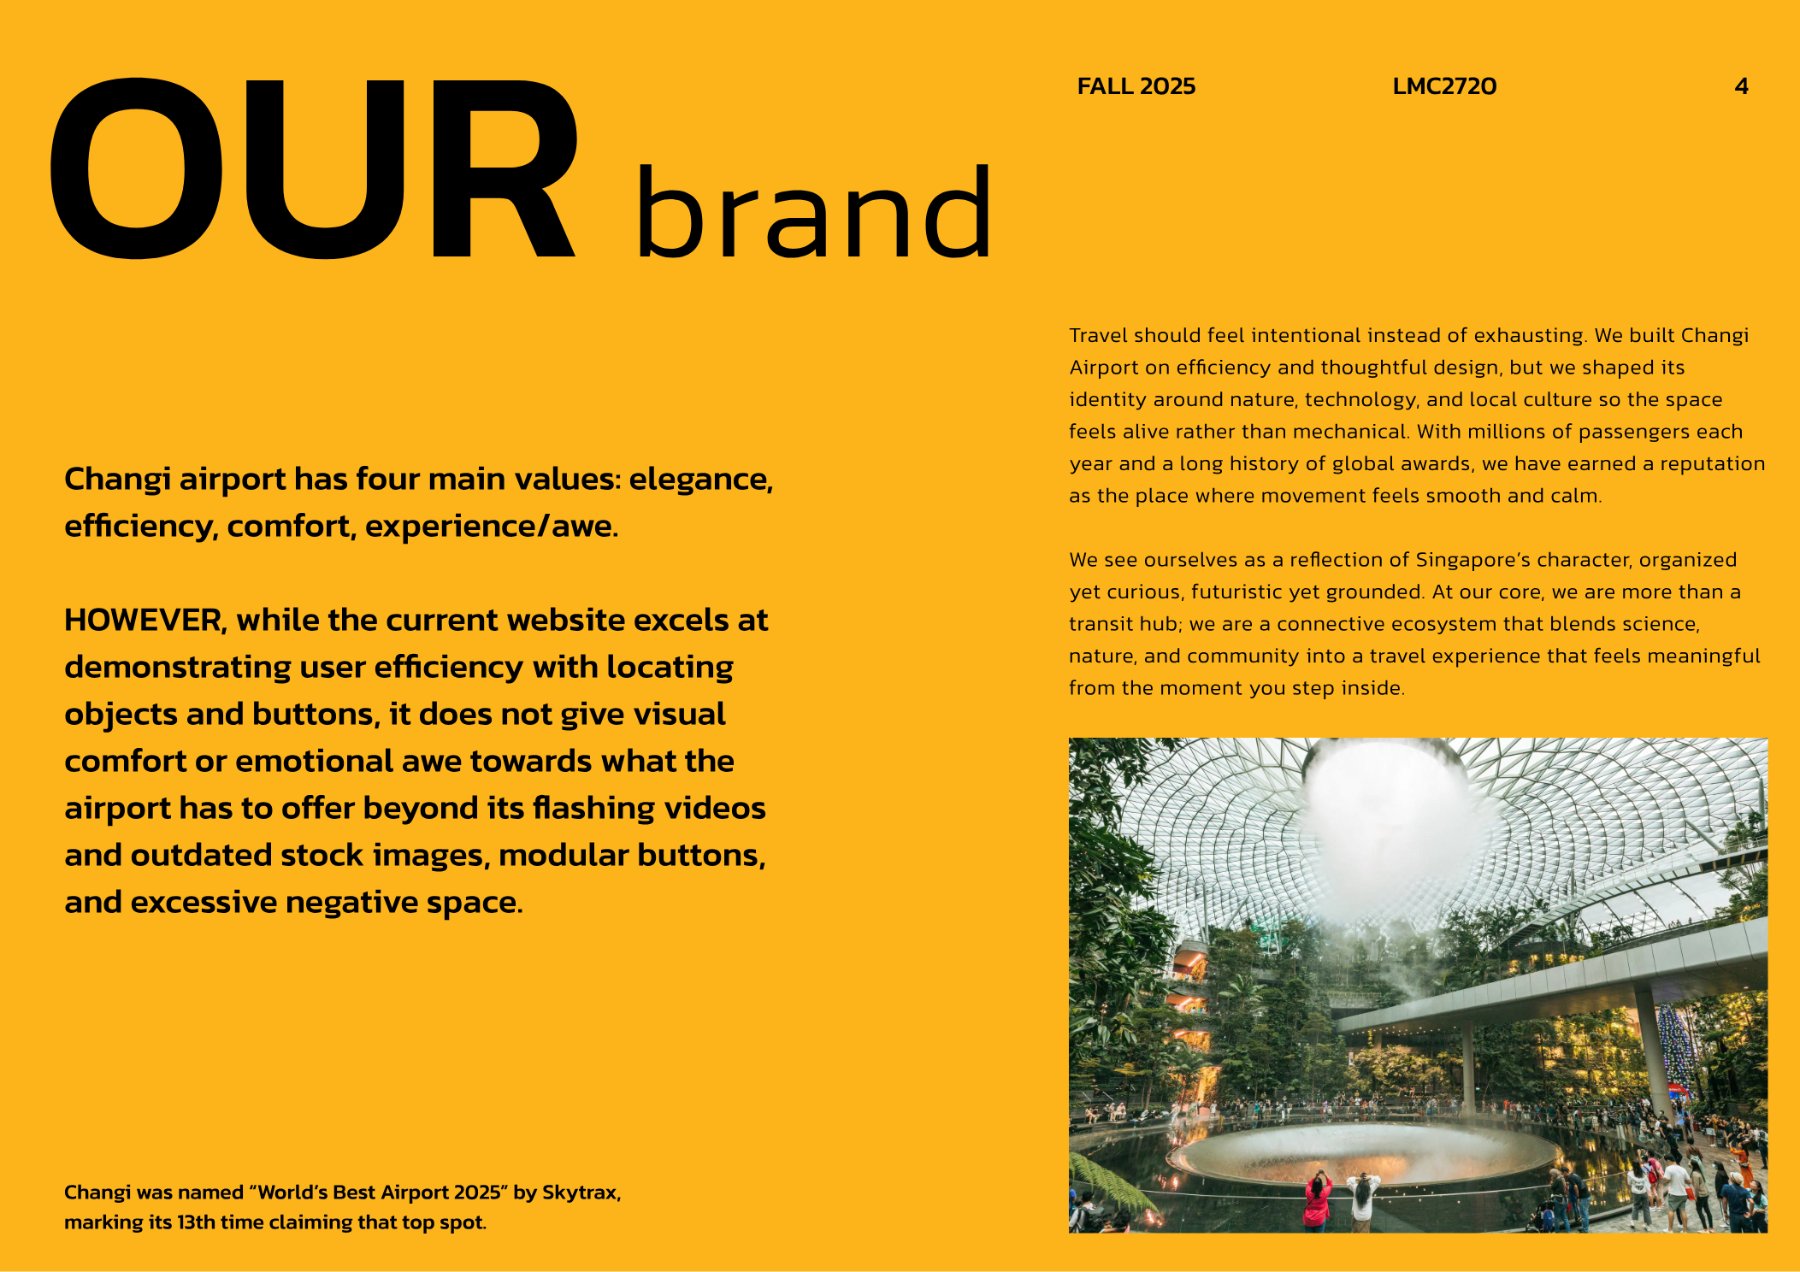 OUR brand
FALL 2025 LMC2720 4
Changi airport has four main values: elegance,
efficiency, comfort, experience/awe.
HOWEVER, while the current website excels at
demonstrating user efficiency with locating
objects and buttons, it does not give visual
comfort or emotional awe towards what the
airport has to offer beyond its flashing videos
and outdated stock images, modular buttons,
and excessive negative space.
Changi was named “World’s Best Airport 2025” by Skytrax,
marking its 13th time claiming that top spot.
Travel should feel intentional instead of exhausting. We built Changi
Airport on efficiency and thoughtful design, but we shaped its
identity around nature, technology, and local culture so the space
feels alive rather than mechanical. With millions of passengers each
year and a long history of global awards, we have earned a reputation
as the place where movement feels smooth and calm.
We see ourselves as a reflection of Singapore’s character, organized
yet curious, futuristic yet grounded. At our core, we are more than a
transit hub; we are a connective ecosystem that blends science,
nature, and community into a travel experience that feels meaningful
from the moment you step inside.